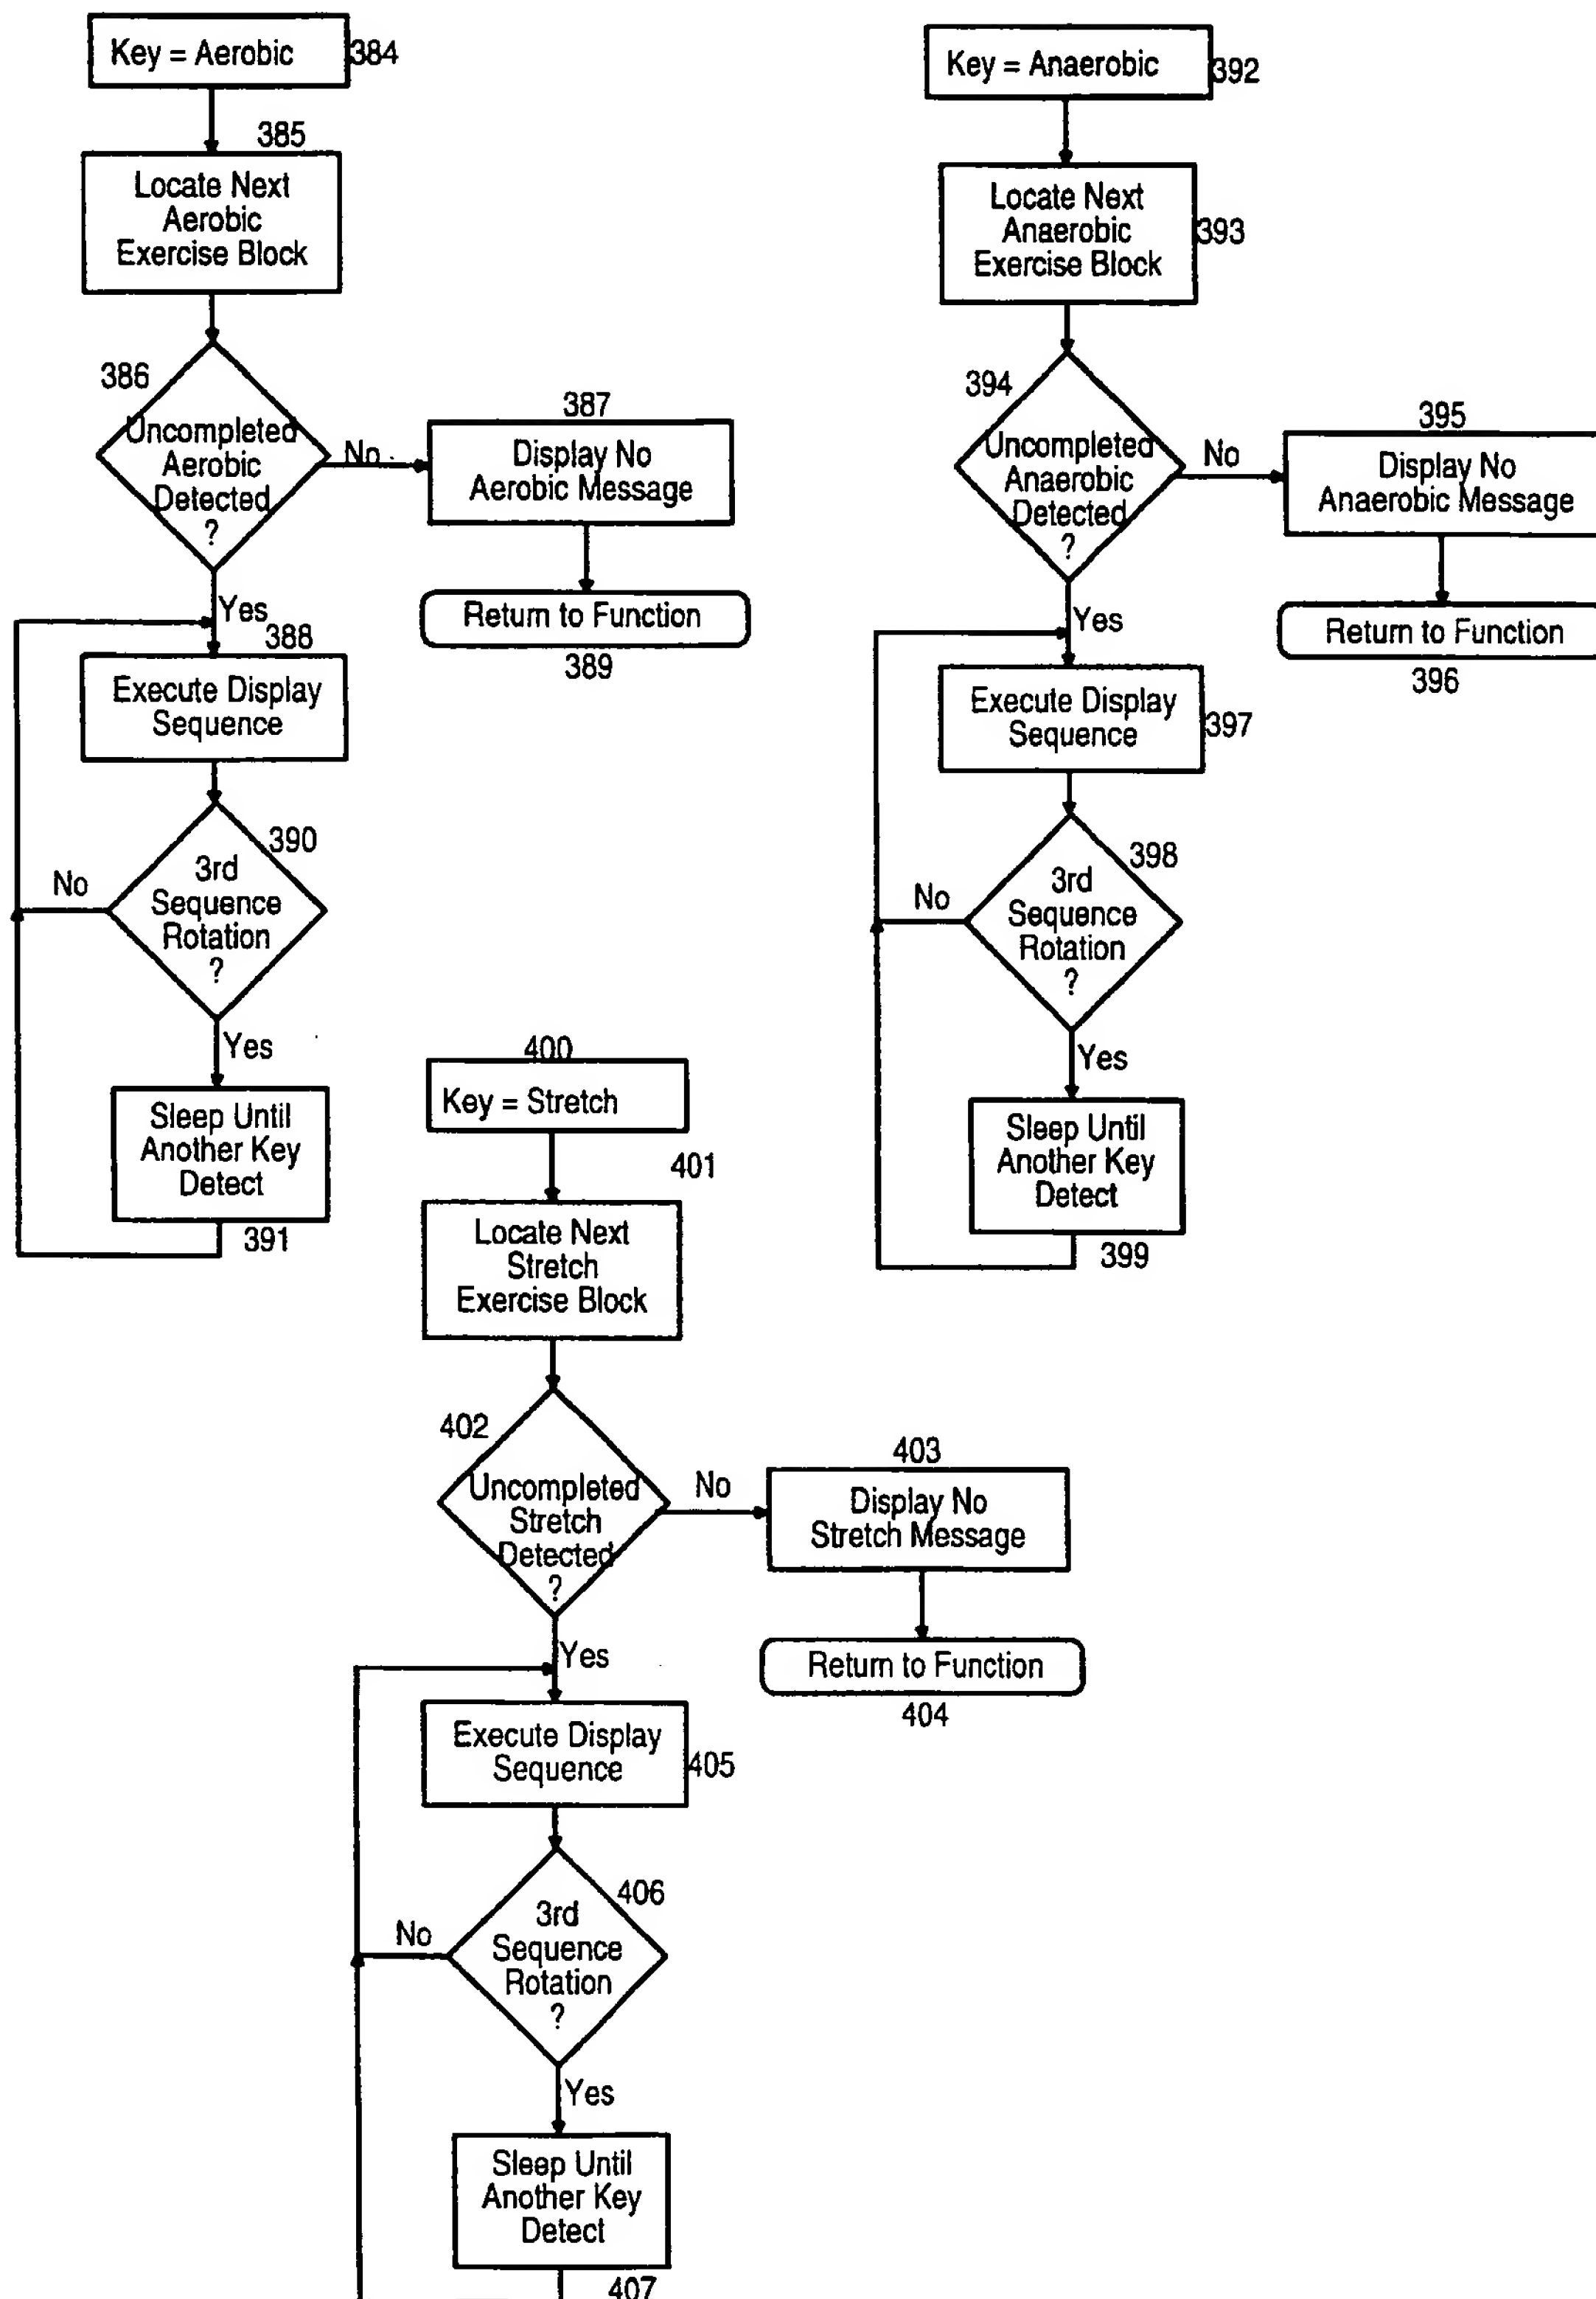 Key = Aerobic
384
385
Locate Next
Aerobic
Exercise Block
386
Uncompleted
Aerobic
Detected
?
No
387
Display No
Aerobic Message
Return to Function
389
Yes
388
Execute Display
Sequence
390
3rd
Sequence
Rotation
?
No
Yes
Sleep Until
Another Key
Detect
391
Key = Anaerobic
392
Locate Next
Anaerobic
Exercise Block
393
394
Uncompleted
Anaerobic
Detected
?
No
395
Display No
Anaerobic Message
Return to Function
396
Yes
Execute Display
Sequence
397
398
3rd
Sequence
Rotation
?
No
Yes
Sleep Until
Another Key
Detect
399
400
Key = Stretch
401
Locate Next
Stretch
Exercise Block
402
Uncompleted
Stretch
Detected
?
No
403
Display No
Stretch Message
Return to Function
404
Yes
Execute Display
Sequence
405
406
3rd
Sequence
Rotation
?
No
Yes
Sleep Until
Another Key
Detect
407